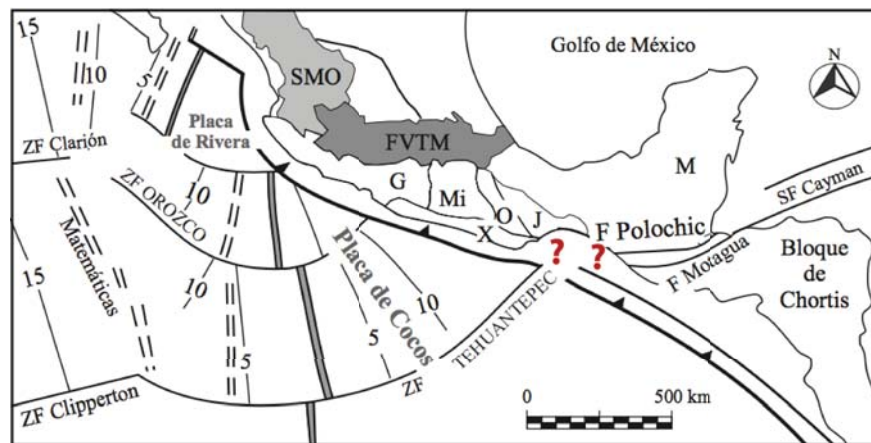 15
10
5
SMO
Golfo de México
N
ZF Clarión
Placa
de Rivera
FVTM
M
SF Cayman
G
Mi
O
J
X
10
ZF OROZCO
F Polochic
F Motagua
Bloque
de
Chortis
? ?
Matemáticas
15
10
5
Placa de Cocos
10
5
TEHUANTEPEC
ZF
ZF Clipperton
0 500 km